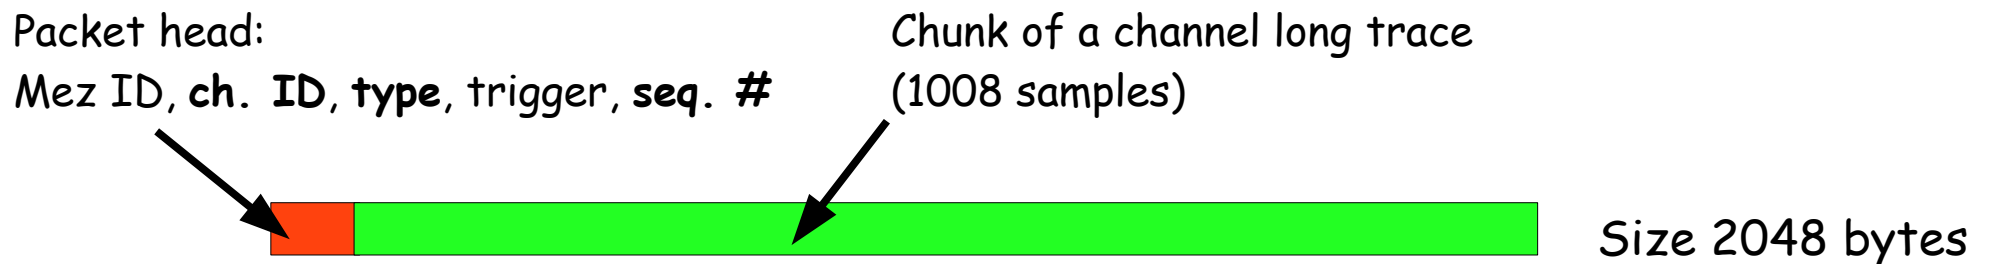 Packet head:
Mez ID, ch. ID, type, trigger, seq. #
Chunk of a channel long trace
(1008 samples)
Size 2048 bytes